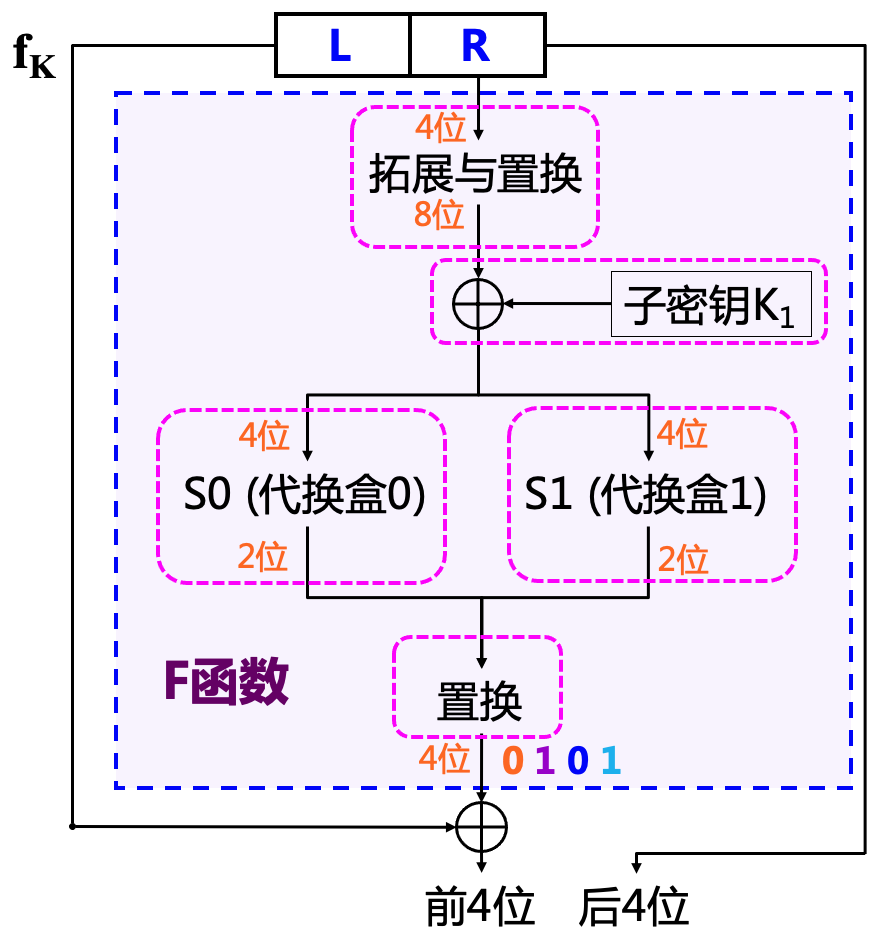 f_K
L R
4位
拓展与置换
8位
子密钥K₁
4位 4位
S0 (代换盒0) S1 (代换盒1)
2位 2位
F函数
置换
4位 0 1 0 1
前4位 后4位